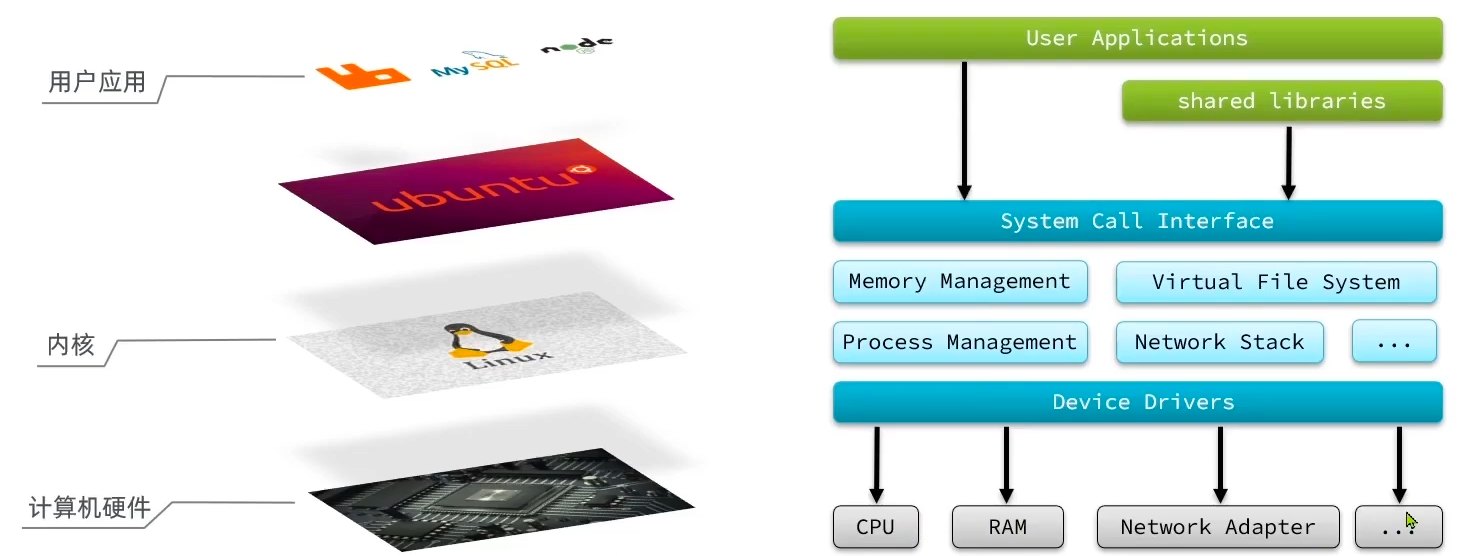 用户应用
MySQL
node
ubuntu
内核
Linux
计算机硬件
User Applications
shared libraries
System Call Interface
Memory Management
Virtual File System
Process Management
Network Stack
...
Device Drivers
CPU
RAM
Network Adapter
...